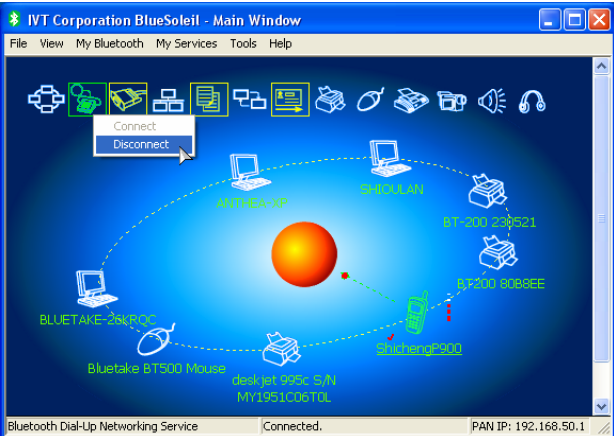 IVT Corporation BlueSoleil - Main Window
File View My Bluetooth My Services Tools Help
Connect
Disconnect
ANTHEA-XP
SHIOULAN
BT-200 230521
BT200 80B8EE
BLUETAKE-26KRQC
ShichengP900
Bluetake BT500 Mouse
deskjet 995c S/N
MY1951C06T0L
Bluetooth Dial-Up Networking Service Connected. PAN IP: 192.168.50.1